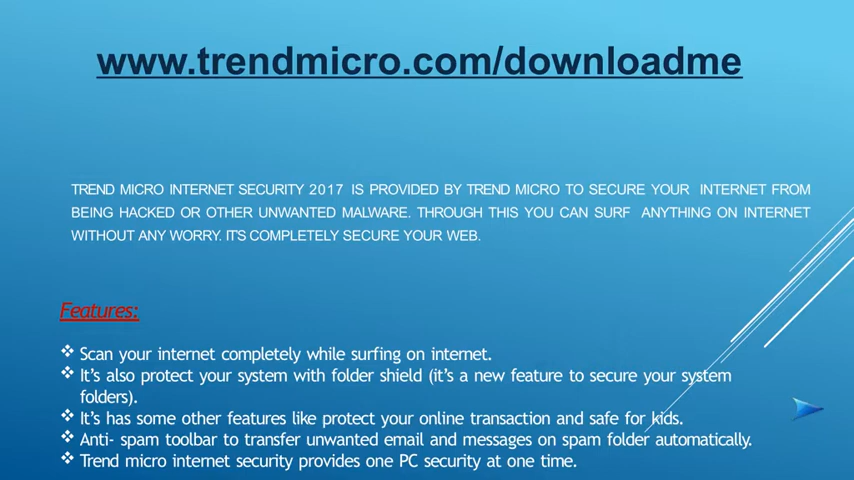 www.trendmicro.com/downloadme
TREND MICRO INTERNET SECURITY 2017 IS PROVIDED BY TREND MICRO TO SECURE YOUR INTERNET FROM
BEING HACKED OR OTHER UNWANTED MALWARE. THROUGH THIS YOU CAN SURF ANYTHING ON INTERNET
WITHOUT ANY WORRY. IT'S COMPLETELY SECURE YOUR WEB.
Features:
❖ Scan your internet completely while surfing on internet.
❖ It's also protect your system with folder shield (it's a new feature to secure your system
folders).
❖ It's has some other features like protect your online transaction and safe for kids.
❖ Anti- spam toolbar to transfer unwanted email and messages on spam folder automatically.
❖ Trend micro internet security provides one PC security at one time.